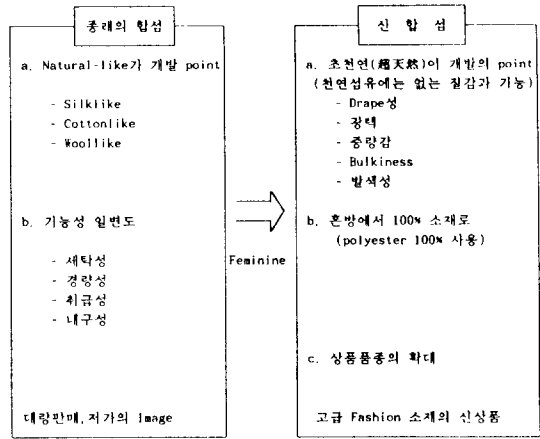 종래의 합섬
a. Natural-like가 개발 point
- Silklike
- Cottonlike
- Woollike
b. 기능성 일변도
- 세탁성
- 경량성
- 취급성
- 내구성
대량판매, 저가의 Image
Feminine
신 합 섬
a. 초천연(超天然)이 개발의 point
(천연섬유에는 없는 질감과 기능)
- Drape성
- 광택
- 중량감
- Bulkiness
- 발색성
b. 혼방에서 100% 소재로
(polyester 100% 사용)
c. 상품품종의 확대
고급 Fashion 소재의 신상품